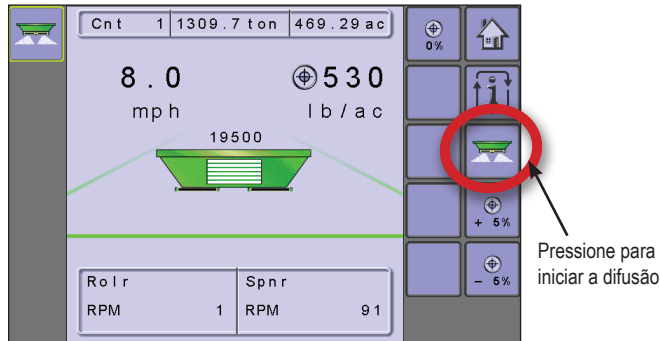 Cnt 1 1309.7 ton 469.29 ac
0%
8.0 530
mph lb/ac
19500
+ 5%
Pressione para
iniciar a difusão
- 5%
Rolr Spnr
RPM 1 RPM 91